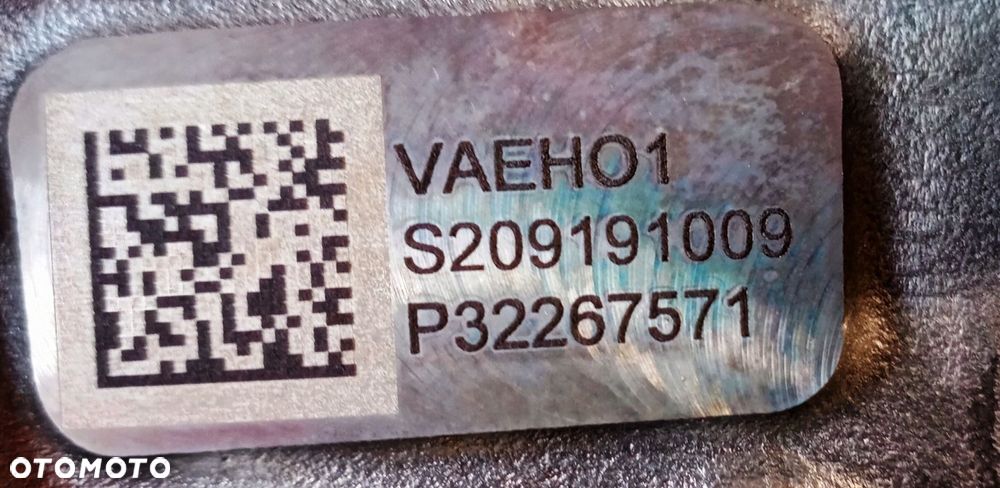 VAEHO1
S209191009
P32267571
OTOMOTO